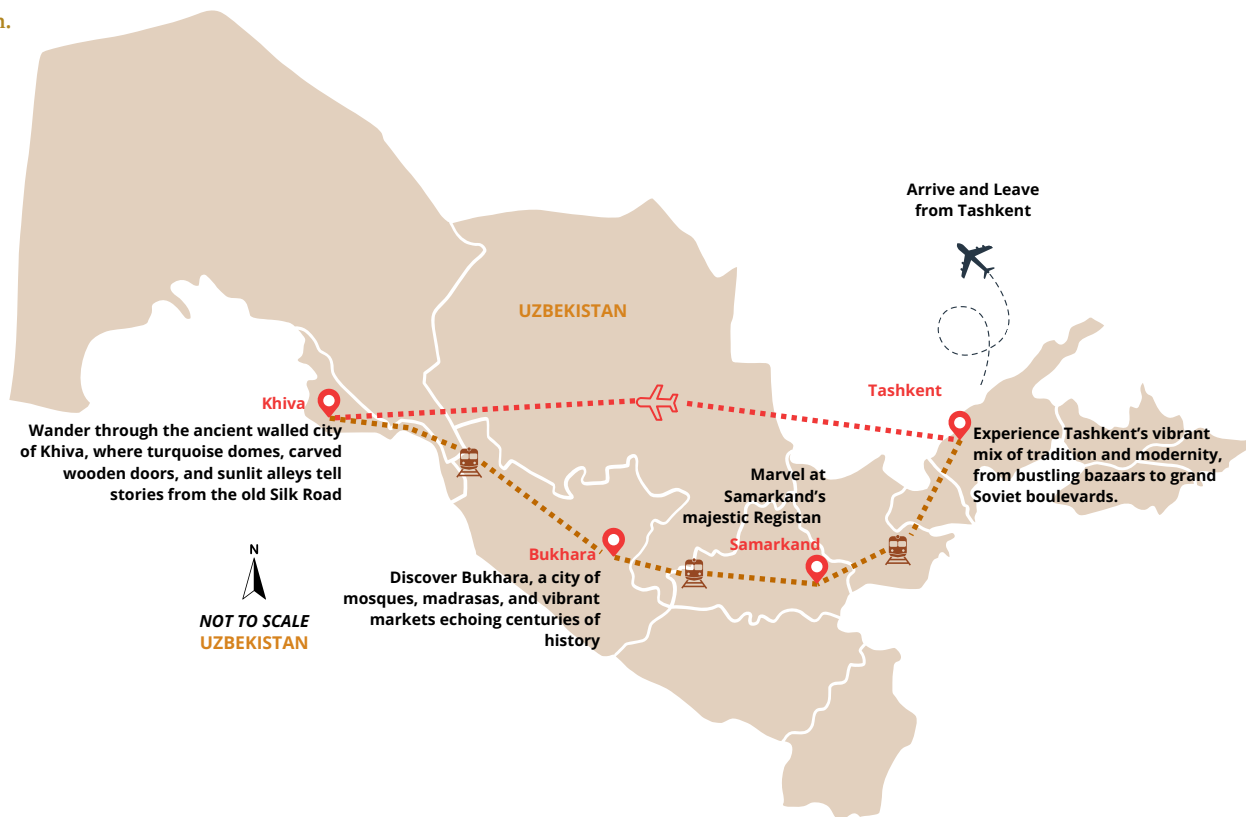 n.
Arrive and Leave
from Tashkent
UZBEKISTAN
Tashkent
Khiva
Wander through the ancient walled city
of Khiva, where turquoise domes, carved
wooden doors, and sunlit alleys tell
stories from the old Silk Road
Experience Tashkent’s vibrant
mix of tradition and modernity,
from bustling bazaars to grand
Soviet boulevards.
Marvel at
Samarkand’s
majestic Registan
Samarkand
Bukhara
Discover Bukhara, a city of
mosques, madrasas, and vibrant
markets echoing centuries of
history
N
NOT TO SCALE
UZBEKISTAN